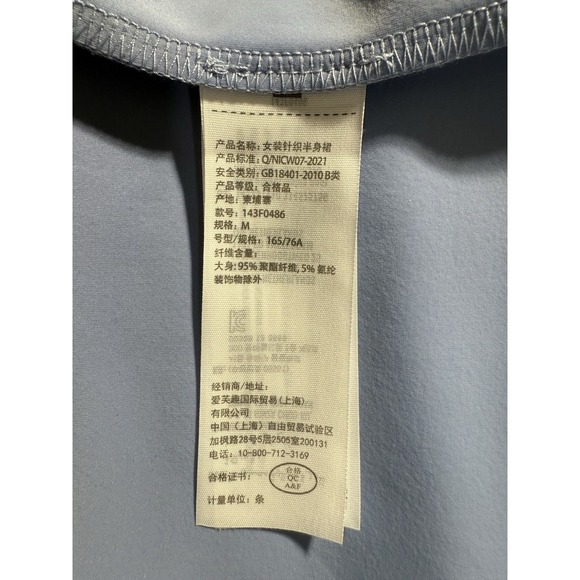 产品名称: 女装针织半身裙
产品标准: Q/NICW07-2021
安全类别: GB18401-2010 B类
产品等级: 合格品
产地: 柬埔寨
款号: 143F0486
规格: M
号型/规格: 165/76A
纤维含量:
大身: 95% 聚酯纤维, 5% 氨纶
装饰物除外
经销商/地址:
爱芙趣国际贸易(上海)
有限公司
中国（上海）自由贸易试验区
加枫路28号5层2505室200131
电话: 10-800-712-3169
合格证书:
合格
QC
A&F
计量单位: 条